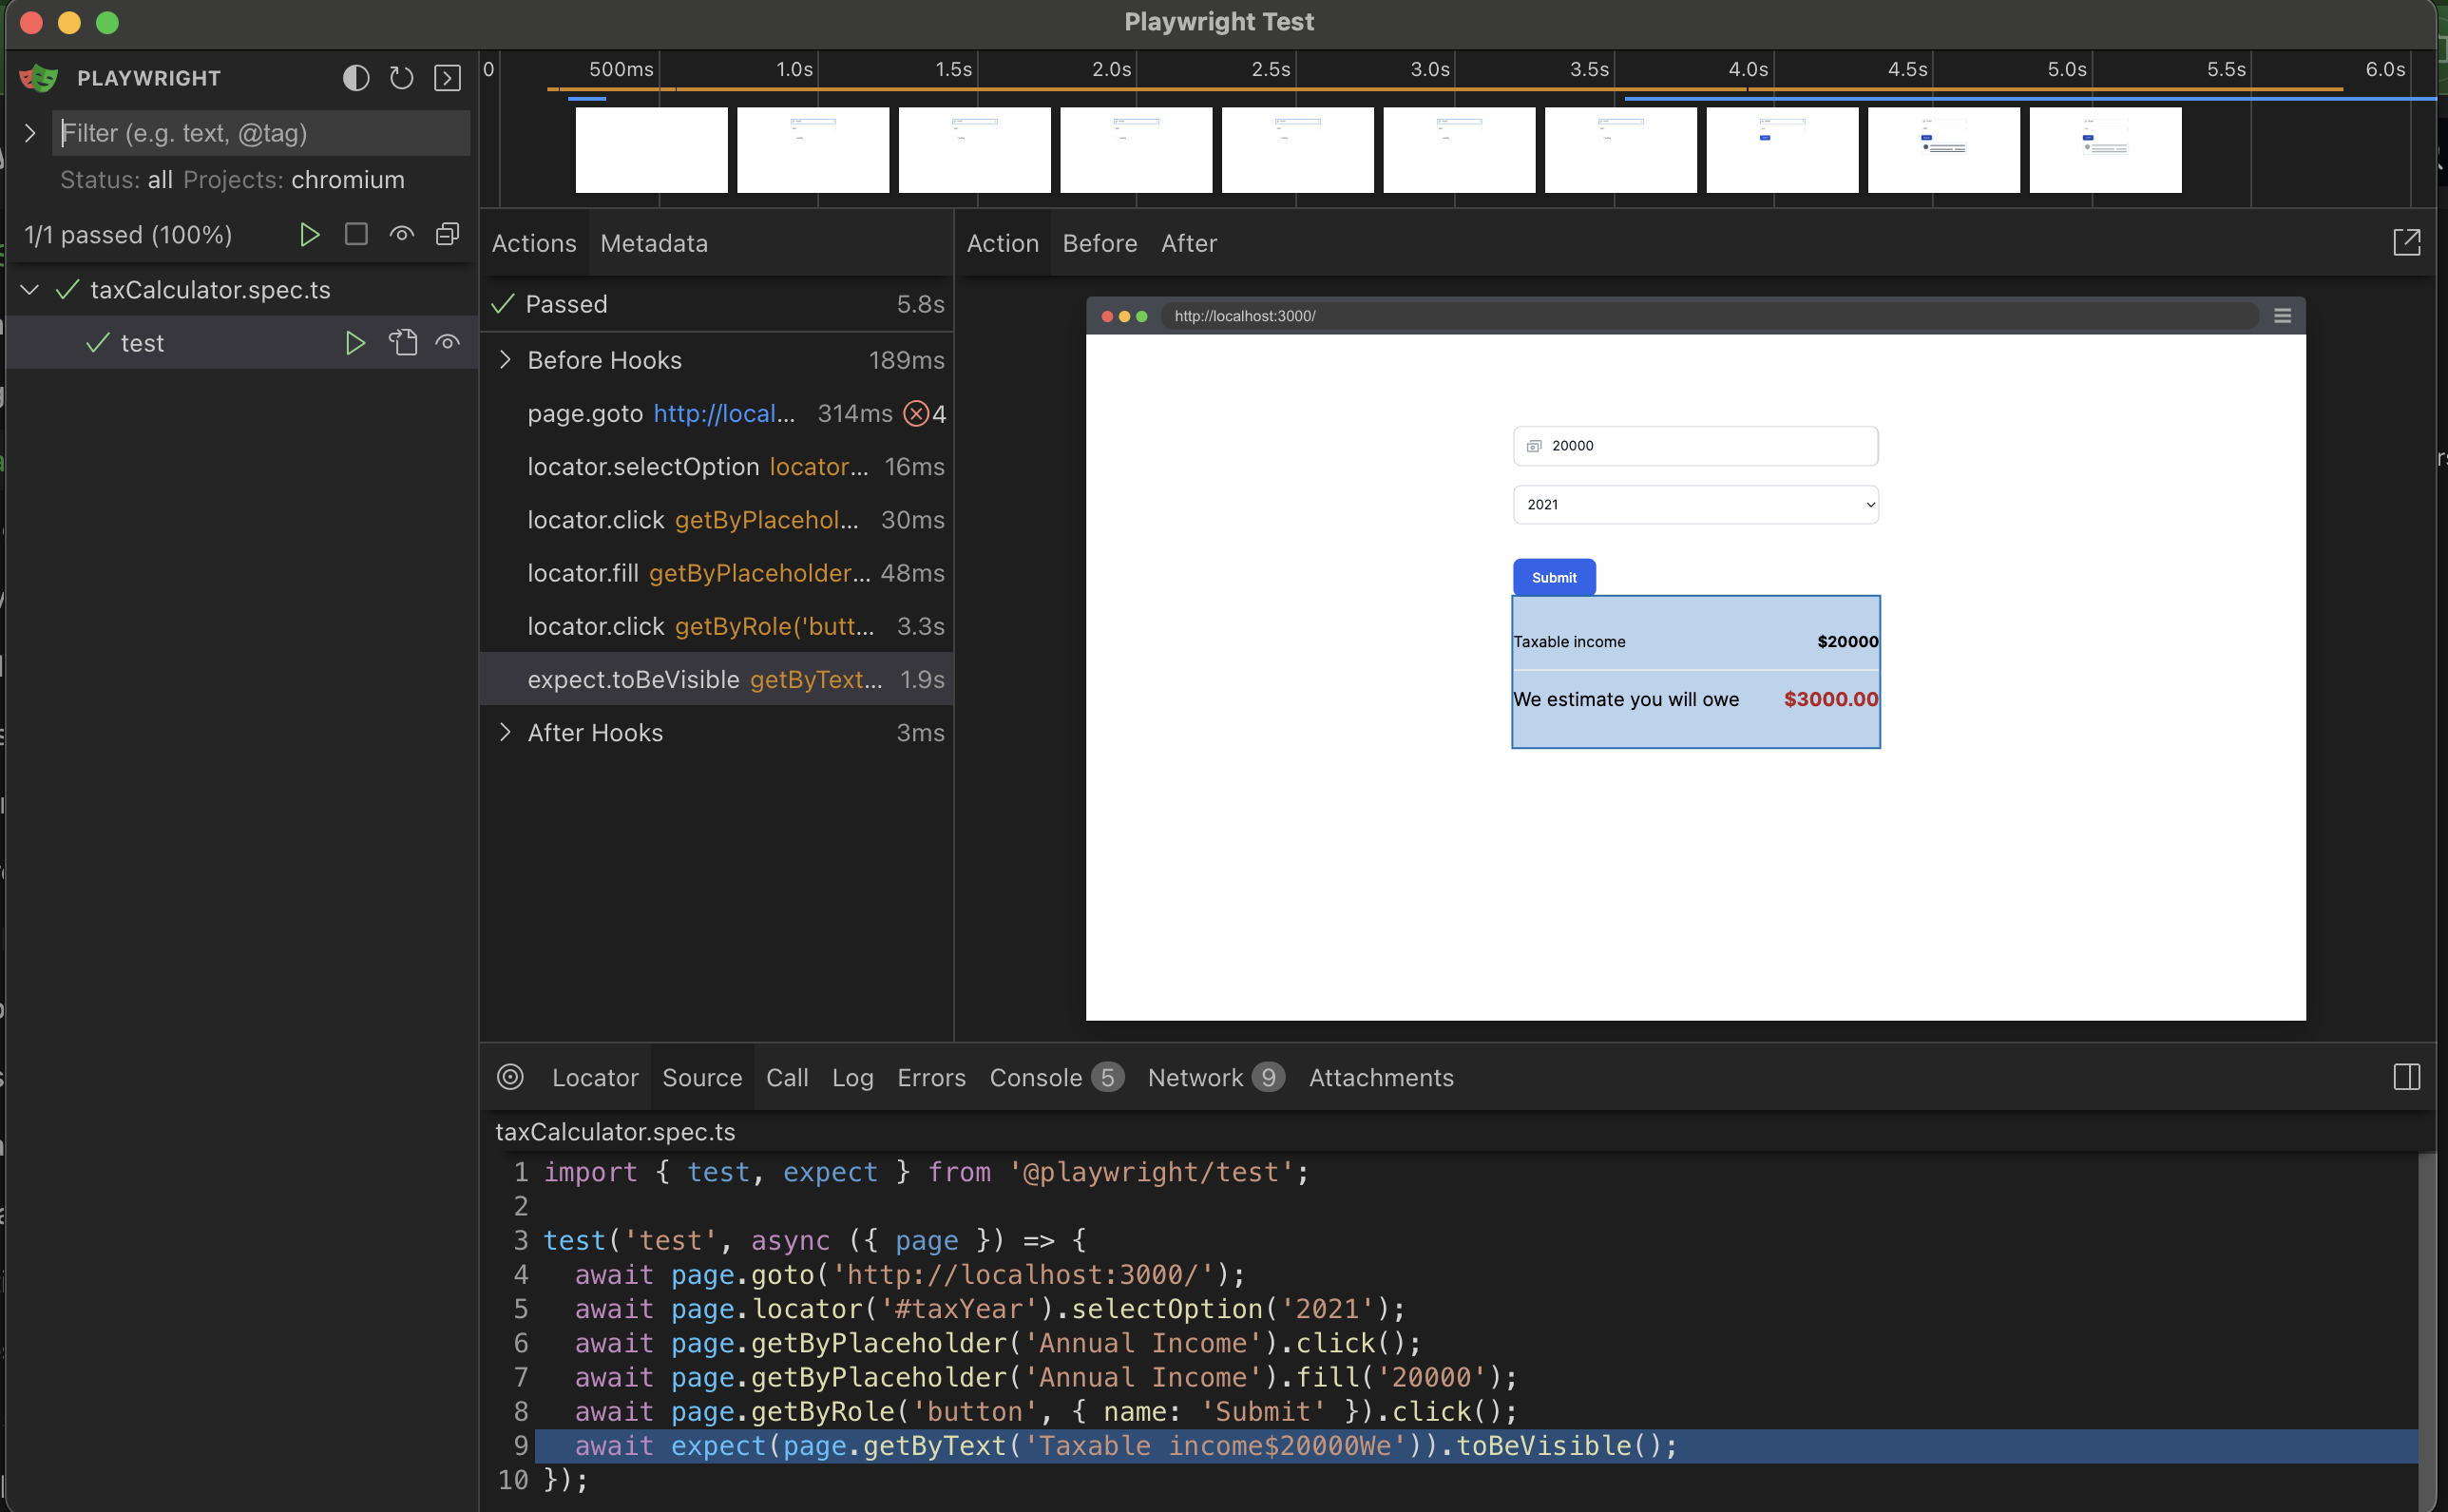 Playwright Test
PLAYWRIGHT
Filter (e.g. text, @tag)
Status: all Projects: chromium
1/1 passed (100%)
taxCalculator.spec.ts
test
0 500ms 1.0s 1.5s 2.0s 2.5s 3.0s 3.5s 4.0s 4.5s 5.0s 5.5s 6.0s
Actions Metadata
Passed 5.8s
Before Hooks 189ms
page.goto http://local... 314ms 4
locator.selectOption locator... 16ms
locator.click getByPlacehol... 30ms
locator.fill getByPlaceholder... 48ms
locator.click getByRole('butt... 3.3s
expect.toBeVisible getByText... 1.9s
After Hooks 3ms
Action Before After
http://localhost:3000/
20000
2021
Submit
Taxable income $20000
We estimate you will owe $3000.00
Locator Source Call Log Errors Console 5 Network 9 Attachments
taxCalculator.spec.ts
1 import { test, expect } from '@playwright/test';
2
3 test('test', async ({ page }) => {
4 await page.goto('http://localhost:3000/');
5 await page.locator('#taxYear').selectOption('2021');
6 await page.getByPlaceholder('Annual Income').click();
7 await page.getByPlaceholder('Annual Income').fill('20000');
8 await page.getByRole('button', { name: 'Submit' }).click();
9 await expect(page.getByText('Taxable income$20000We')).toBeVisible();
10 });